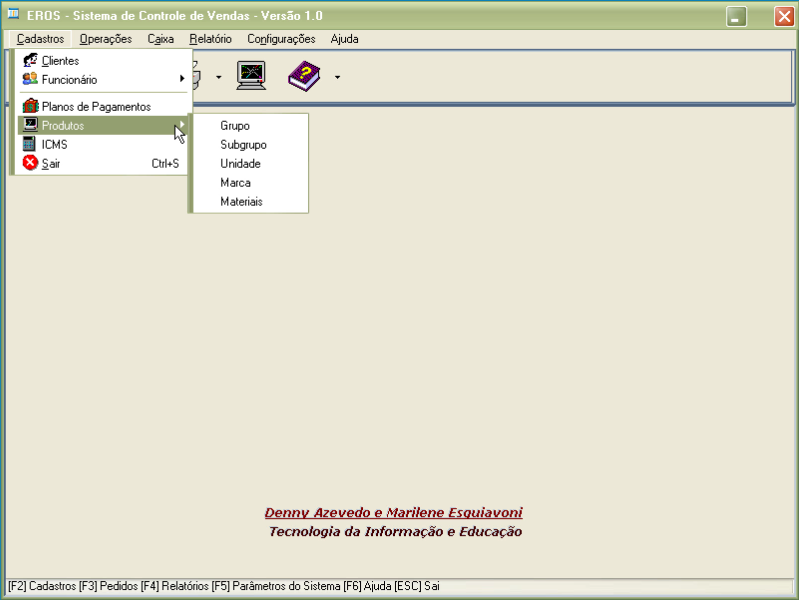 EROS - Sistema de Controle de Vendas - Versão 1.0
Cadastros Operações Caixa Relatório Configurações Ajuda
Clientes
Funcionário
Planos de Pagamentos
Produtos
ICMS
Sair Ctrl+S
Grupo
Subgrupo
Unidade
Marca
Materiais
Denny Azevedo e Marilene Esguiavoni
Tecnologia da Informação e Educação
[F2] Cadastros [F3] Pedidos [F4] Relatórios [F5] Parâmetros do Sistema [F6] Ajuda [ESC] Sai